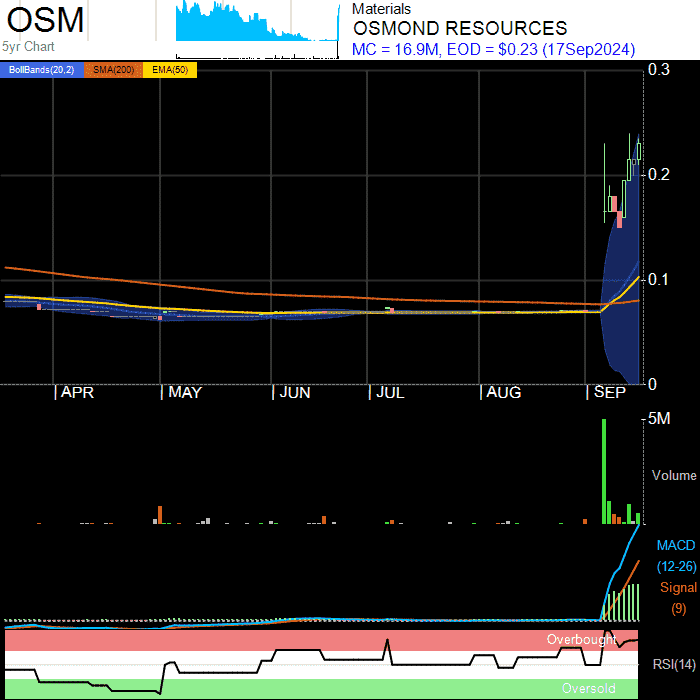 OSM
5yr Chart
Materials
OSMOND RESOURCES
MC = 16.9M, EOD = $0.23 (17Sep2024)
BollBands(20,2) SMA(200) EMA(50)
0.3
0.2
0.1
0
APR MAY JUN JUL AUG SEP
5M
Volume
MACD
(12-26)
Signal
(9)
Overbought
RSI(14)
Oversold